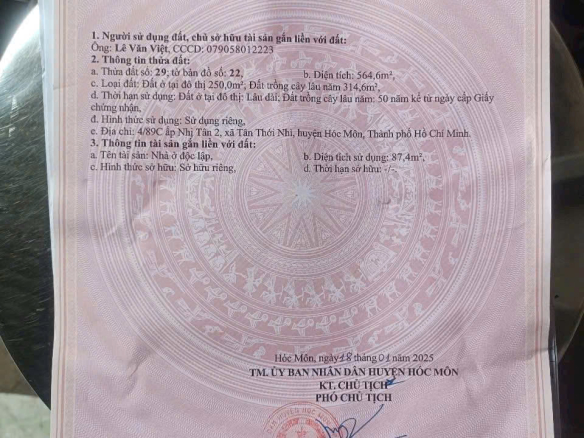 1. Người sử dụng đất, chủ sở hữu tài sản gắn liền với đất:
Ông: Lê Văn Việt, CCCD: 079058012223
2. Thông tin thửa đất:
a. Thửa đất số: 29; tờ bản đồ số: 22, b. Diện tích: 564,6m²,
c. Loại đất: Đất ở tại đô thị 250,0m², Đất trồng cây lâu năm 314,6m²,
d. Thời hạn sử dụng: Đất ở tại đô thị: Lâu dài; Đất trồng cây lâu năm: 50 năm kể từ ngày cấp Giấy
chứng nhận,
đ. Hình thức sử dụng: Sử dụng riêng,
e. Địa chỉ: 4/89C ấp Nhị Tân 2, xã Tân Thới Nhì, huyện Hóc Môn, Thành phố Hồ Chí Minh.
3. Thông tin tài sản gắn liền với đất:
a. Tên tài sản: Nhà ở độc lập, b. Diện tích sử dụng: 87,4m²,
c. Hình thức sở hữu: Sở hữu riêng, d. Thời hạn sở hữu: -/-
Hóc Môn, ngày 18 tháng 01 năm 2025
TM. ỦY BAN NHÂN DÂN HUYỆN HÓC MÔN
KT. CHỦ TỊCH
PHÓ CHỦ TỊCH